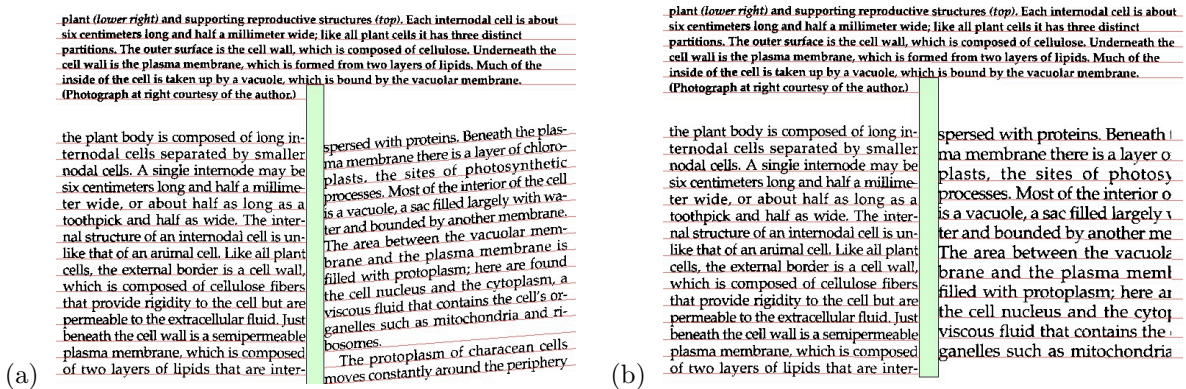 plant (lower right) and supporting reproductive structures (top). Each internodal cell is about
six centimeters long and half a millimeter wide; like all plant cells it has three distinct
partitions. The outer surface is the cell wall, which is composed of cellulose. Underneath the
cell wall is the plasma membrane, which is formed from two layers of lipids. Much of the
inside of the cell is taken up by a vacuole, which is bound by the vacuolar membrane.
(Photograph at right courtesy of the author.)
the plant body is composed of long in-
ternodal cells separated by smaller
nodal cells. A single internode may be
six centimeters long and half a millime-
ter wide, or about half as long as a
toothpick and half as wide. The inter-
nal structure of an internodal cell is un-
like that of an animal cell. Like all plant
cells, the external border is a cell wall,
which is composed of cellulose fibers
that provide rigidity to the cell but are
permeable to the extracellular fluid. Just
beneath the cell wall is a semipermeable
plasma membrane, which is composed
of two layers of lipids that are inter-
spersed with proteins. Beneath the plas-
ma membrane there is a layer of chloro-
plasts, the sites of photosynthetic
processes. Most of the interior of the cell
is a vacuole, a sac filled largely with wa-
ter and bounded by another membrane.
The area between the vacuolar mem-
brane and the plasma membrane is
filled with protoplasm; here are found
the cell nucleus and the cytoplasm, a
viscous fluid that contains the cell's or-
ganelles such as mitochondria and ri-
bosomes.
The protoplasm of characean cells
moves constantly around the periphery
(a)
plant (lower right) and supporting reproductive structures (top). Each internodal cell is about
six centimeters long and half a millimeter wide; like all plant cells it has three distinct
partitions. The outer surface is the cell wall, which is composed of cellulose. Underneath the
cell wall is the plasma membrane, which is formed from two layers of lipids. Much of the
inside of the cell is taken up by a vacuole, which is bound by the vacuolar membrane.
(Photograph at right courtesy of the author.)
the plant body is composed of long in-
ternodal cells separated by smaller
nodal cells. A single internode may be
six centimeters long and half a millime-
ter wide, or about half as long as a
toothpick and half as wide. The inter-
nal structure of an internodal cell is un-
like that of an animal cell. Like all plant
cells, the external border is a cell wall,
which is composed of cellulose fibers
that provide rigidity to the cell but are
permeable to the extracellular fluid. Just
beneath the cell wall is a semipermeable
plasma membrane, which is composed
of two layers of lipids that are inter-
spersed with proteins. Beneath
ma membrane there is a layer o
plasts, the sites of photosy
processes. Most of the interior o
is a vacuole, a sac filled largely
ter and bounded by another me
The area between the vacuola
brane and the plasma meml
filled with protoplasm; here ar
the cell nucleus and the cytop
viscous fluid that contains the
ganelles such as mitochondria
(b)